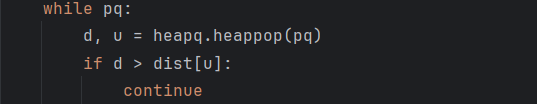 while pq:
    d, u = heapq.heappop(pq)
    if d > dist[u]:
        continue